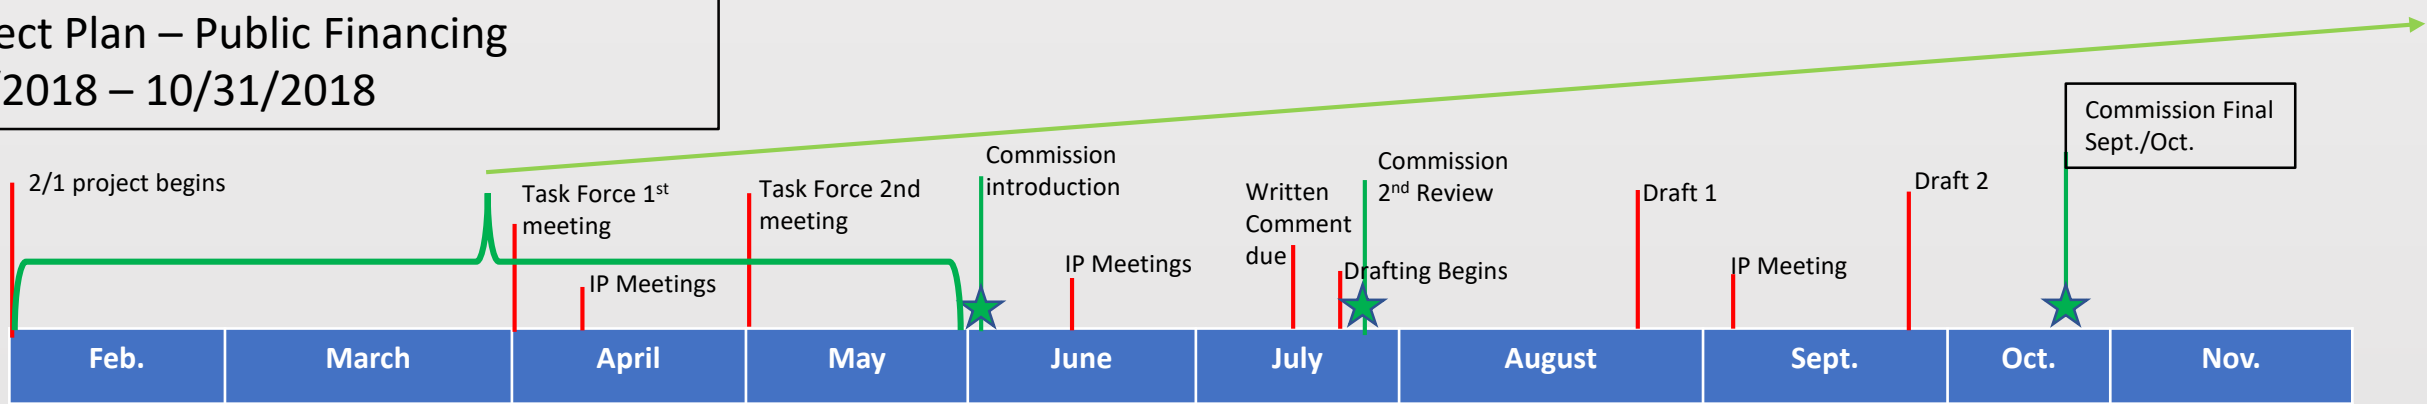 ect Plan – Public Financing
/2018 – 10/31/2018
Commission Final
Sept./Oct.
2/1 project begins
Task Force 1st
meeting
IP Meetings
Task Force 2nd
meeting
Commission
introduction
IP Meetings
Written
Comment
due
Commission
2nd Review
Drafting Begins
Draft 1
IP Meeting
Draft 2
Feb. March April May June July August Sept. Oct. Nov.